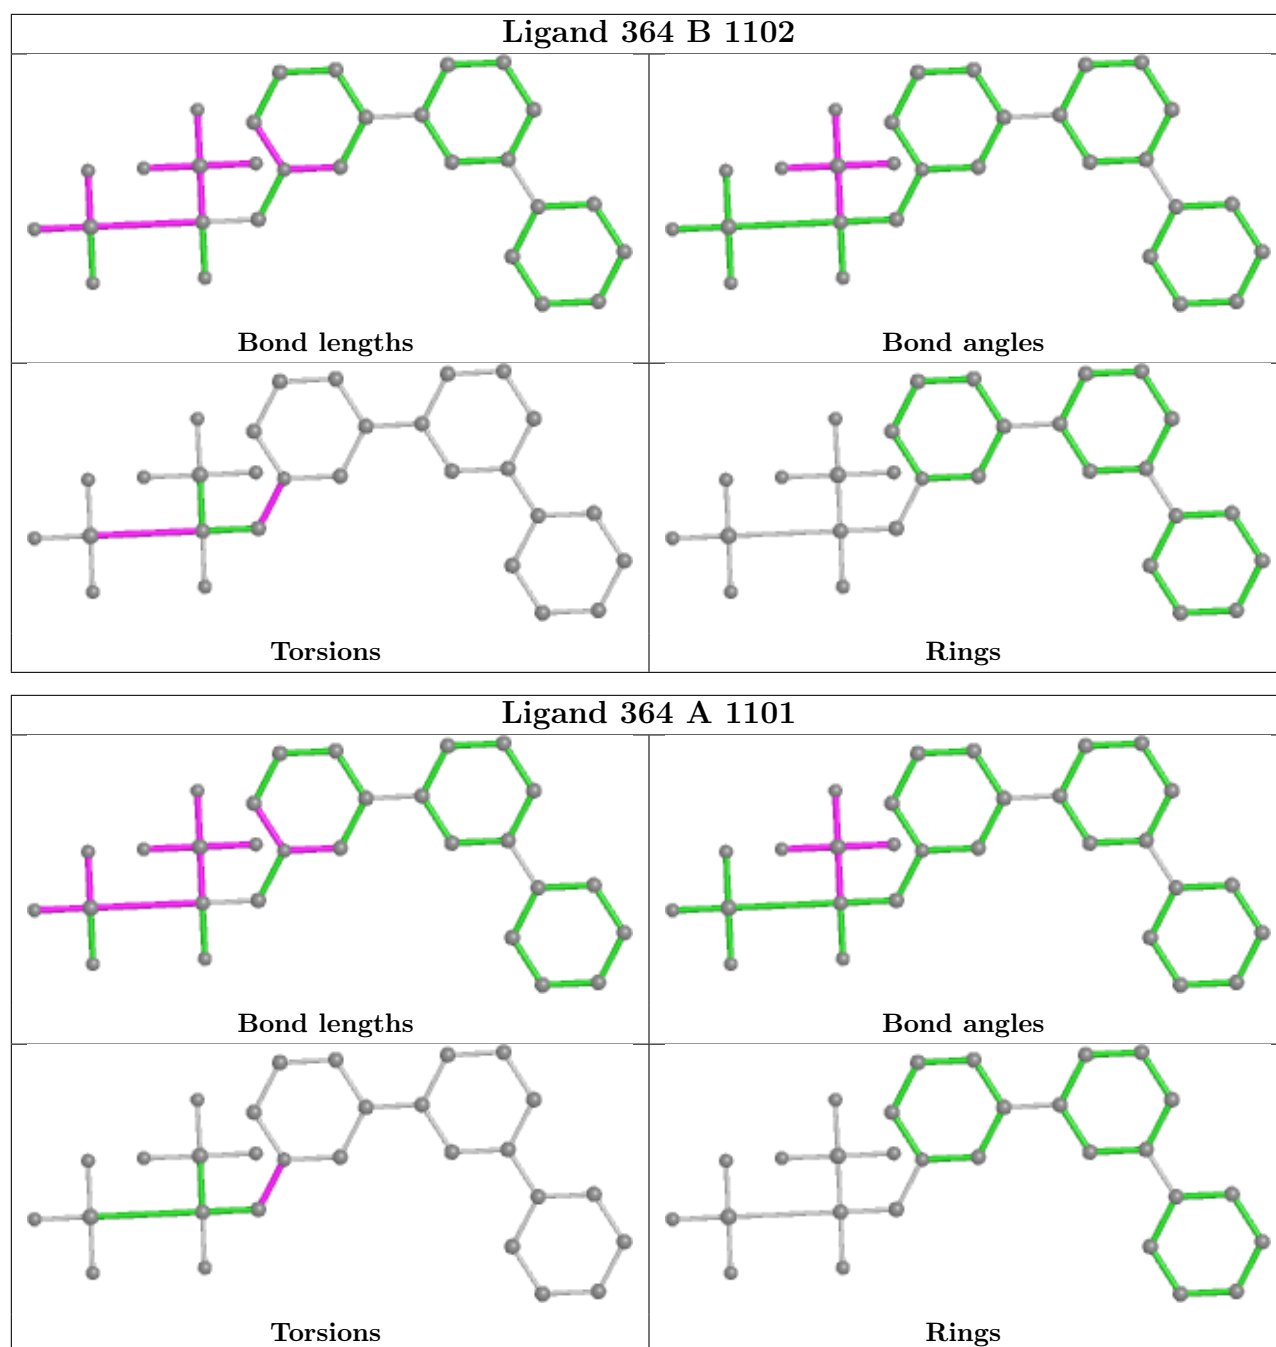 Ligand 364 B 1102
Bond lengths
Bond angles
Torsions
Rings
Ligand 364 A 1101
Bond lengths
Bond angles
Torsions
Rings